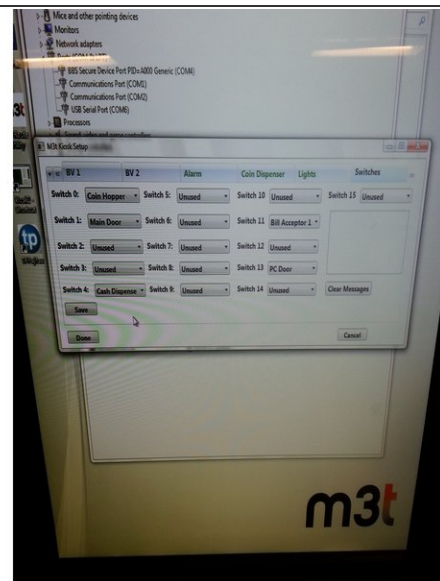 Mice and other pointing devices
Monitors
Network adapters
BBS Secure Device Port PID=A000 Generic (COM4)
Communications Port (COM1)
Communications Port (COM2)
USB Serial Port (COM6)
Processors
M3t Kiosk Setup
BV 1 BV 2 Alarm Coin Dispenser Lights Switches
Switch 0: Coin Hopper Switch 5: Unused Switch 10 Unused Switch 15 Unused
Switch 1: Main Door Switch 6: Unused Switch 11 Bill Acceptor 1
Switch 2: Unused Switch 7: Unused Switch 12 Unused
Switch 3: Unused Switch 8: Unused Switch 13 PC Door
Switch 4: Cash Dispense Switch 9: Unused Switch 14 Unused Clear Messages
Save
Done Cancel
hp
m3t